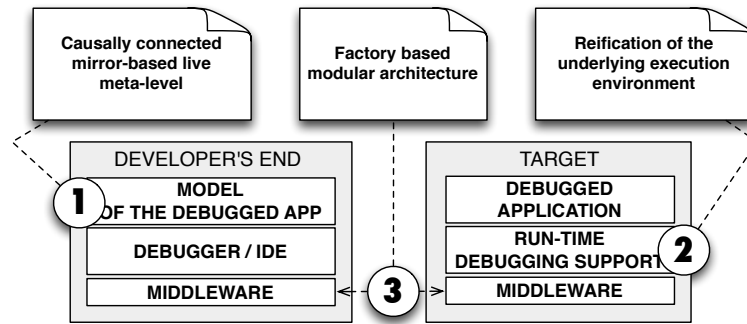 Causally connected
mirror-based live
meta-level
Factory based
modular architecture
Reification of the
underlying execution
environment
DEVELOPER'S END
1
MODEL
OF THE DEBUGGED APP
DEBUGGER / IDE
MIDDLEWARE
3
TARGET
DEBUGGED
APPLICATION
RUN-TIME
DEBUGGING SUPPORT
2
MIDDLEWARE